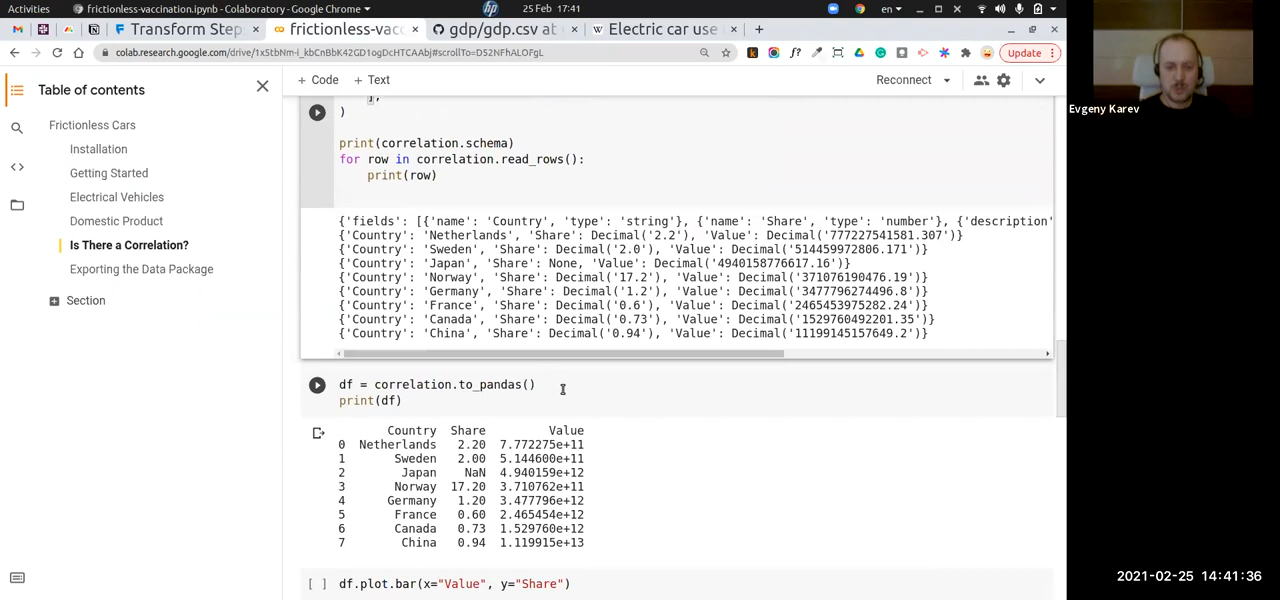 Activities
frictionless-vaccination.ipynb - Colaboratory - Google Chrome
25 Feb 17:41
en
Transform Step
frictionless-vacc
gdp/gdp.csv at
Electric car use
colab.research.google.com/drive/1x5tbNm-i_kbCnBbK42GD1ogDcHTCAAbj#scrollTo=D52NFhALOFgL
Update
Evgeny Karev
Table of contents
+ Code + Text
Reconnect
Frictionless Cars
Installation
Getting Started
Electrical Vehicles
Domestic Product
Is There a Correlation?
Exporting the Data Package
Section
],
)
print(correlation.schema)
for row in correlation.read_rows():
print(row)
{'fields': [{'name': 'Country', 'type': 'string'}, {'name': 'Share', 'type': 'number'}, {'description'
{'Country': 'Netherlands', 'Share': Decimal('2.2'), 'Value': Decimal('777227541581.307')}
{'Country': 'Sweden', 'Share': Decimal('2.0'), 'Value': Decimal('514459972806.171')}
{'Country': 'Japan', 'Share': None, 'Value': Decimal('4940158776617.16')}
{'Country': 'Norway', 'Share': Decimal('17.2'), 'Value': Decimal('371076190476.19')}
{'Country': 'Germany', 'Share': Decimal('1.2'), 'Value': Decimal('3477796274496.8')}
{'Country': 'France', 'Share': Decimal('0.6'), 'Value': Decimal('2465453975282.24')}
{'Country': 'Canada', 'Share': Decimal('0.73'), 'Value': Decimal('1529760492201.35')}
{'Country': 'China', 'Share': Decimal('0.94'), 'Value': Decimal('11199145157649.2')}
df = correlation.to_pandas()
print(df)
Country Share Value
0 Netherlands 2.20 7.772275e+11
1 Sweden 2.00 5.144600e+11
2 Japan NaN 4.940159e+12
3 Norway 17.20 3.710762e+11
4 Germany 1.20 3.477796e+12
5 France 0.60 2.465454e+12
6 Canada 0.73 1.529760e+12
7 China 0.94 1.119915e+13
[ ] df.plot.bar(x="Value", y="Share")
2021-02-25 14:41:36